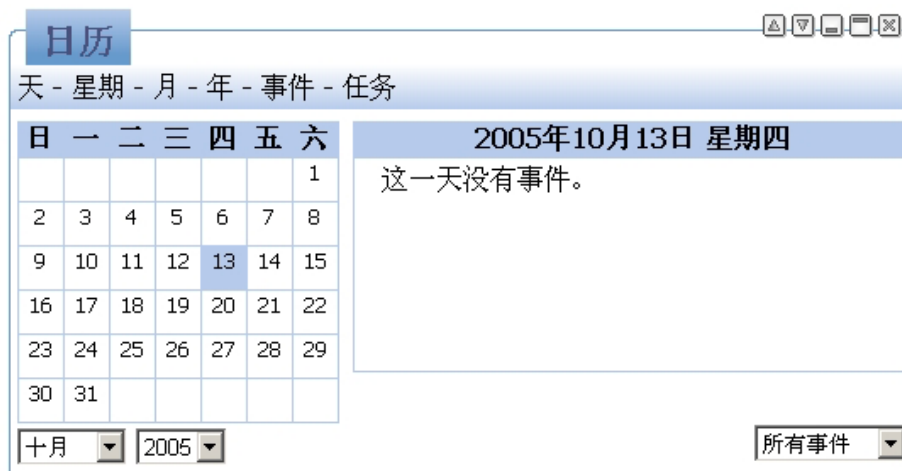 日历
天 - 星期 - 月 - 年 - 事件 - 任务
日 一 二 三 四 五 六
1
2 3 4 5 6 7 8
9 10 11 12 13 14 15
16 17 18 19 20 21 22
23 24 25 26 27 28 29
30 31
十月 2005
2005年10月13日 星期四
这一天没有事件。
所有事件